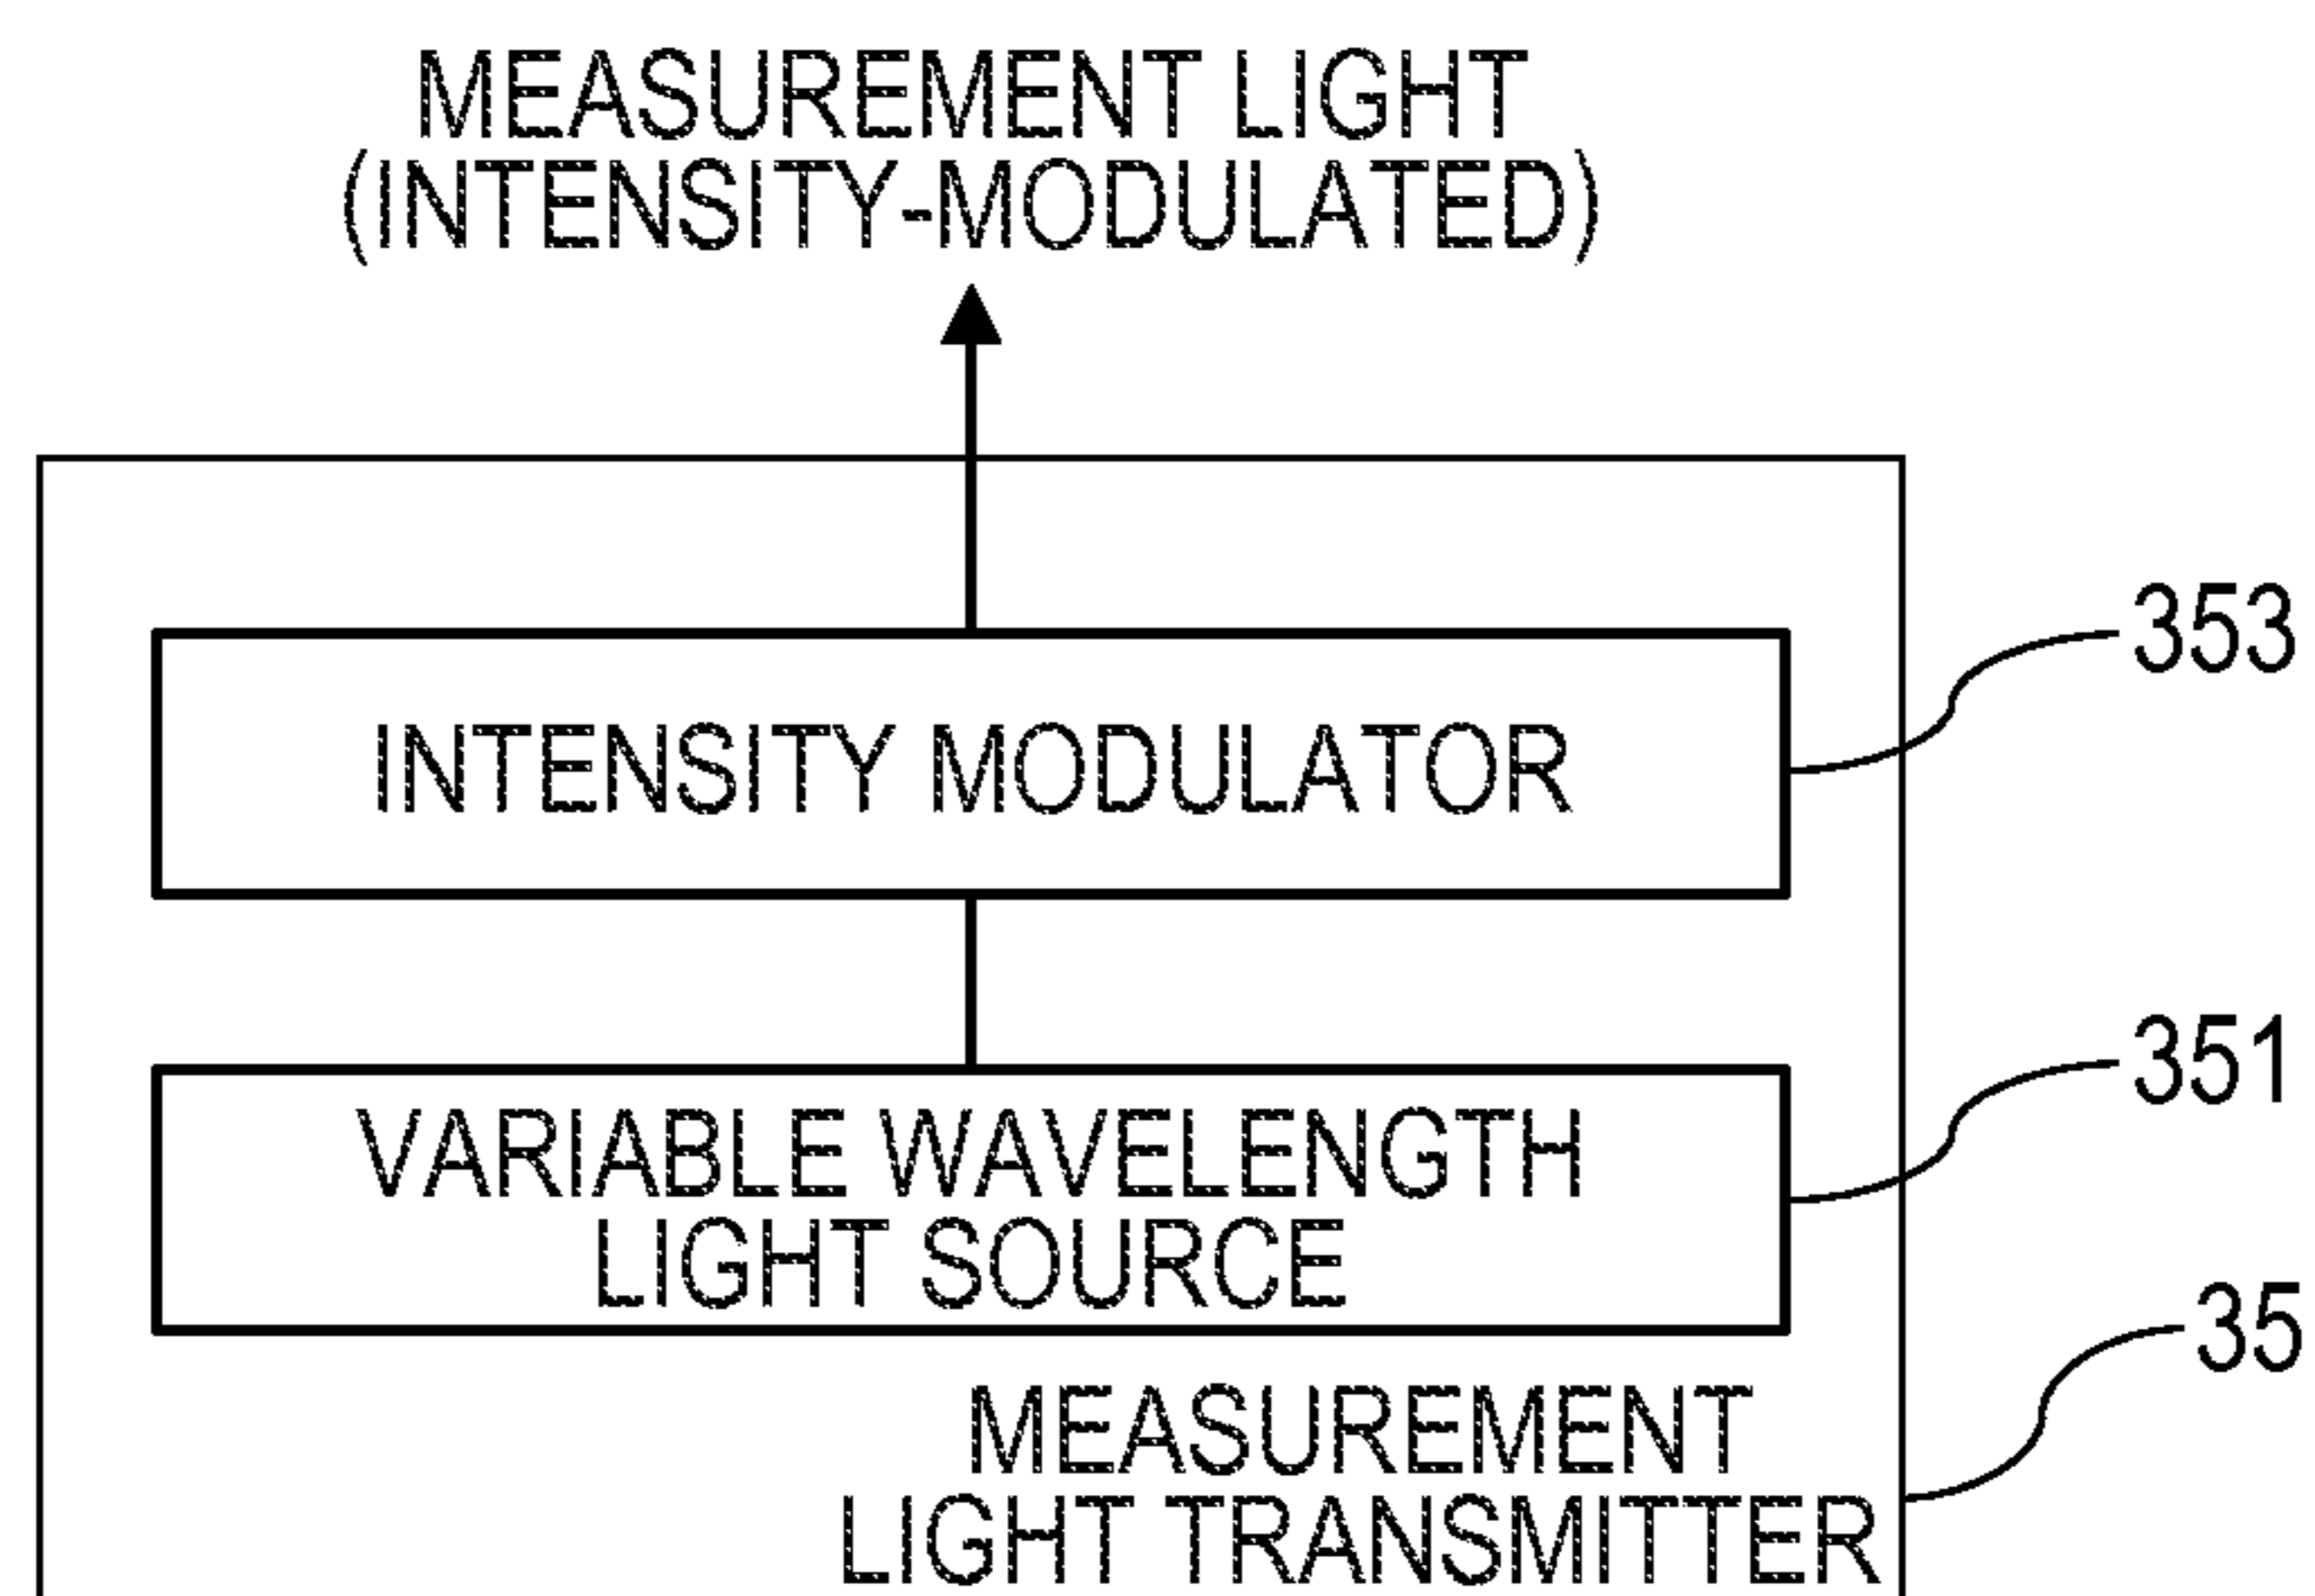 MEASUREMENT LIGHT
(INTENSITY-MODULATED)
353
INTENSITY MODULATOR
351
VARIABLE WAVELENGTH
LIGHT SOURCE
35
MEASUREMENT
LIGHT TRANSMITTER